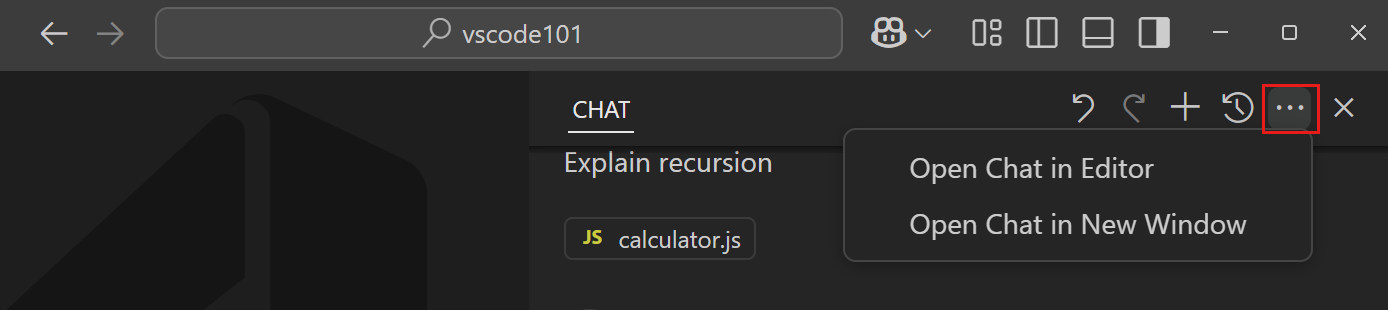 vscode101
CHAT
Explain recursion
Open Chat in Editor
Open Chat in New Window
JS calculator.js